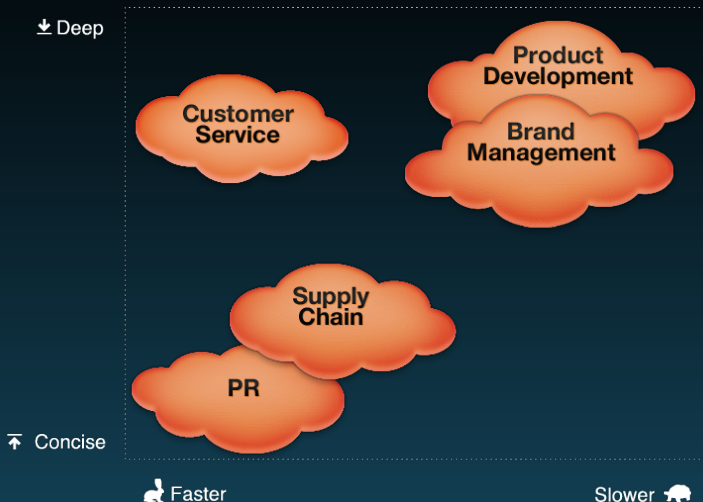 Deep
Product
Development
Customer
Service
Brand
Management
Supply
Chain
PR
Concise
Faster
Slower